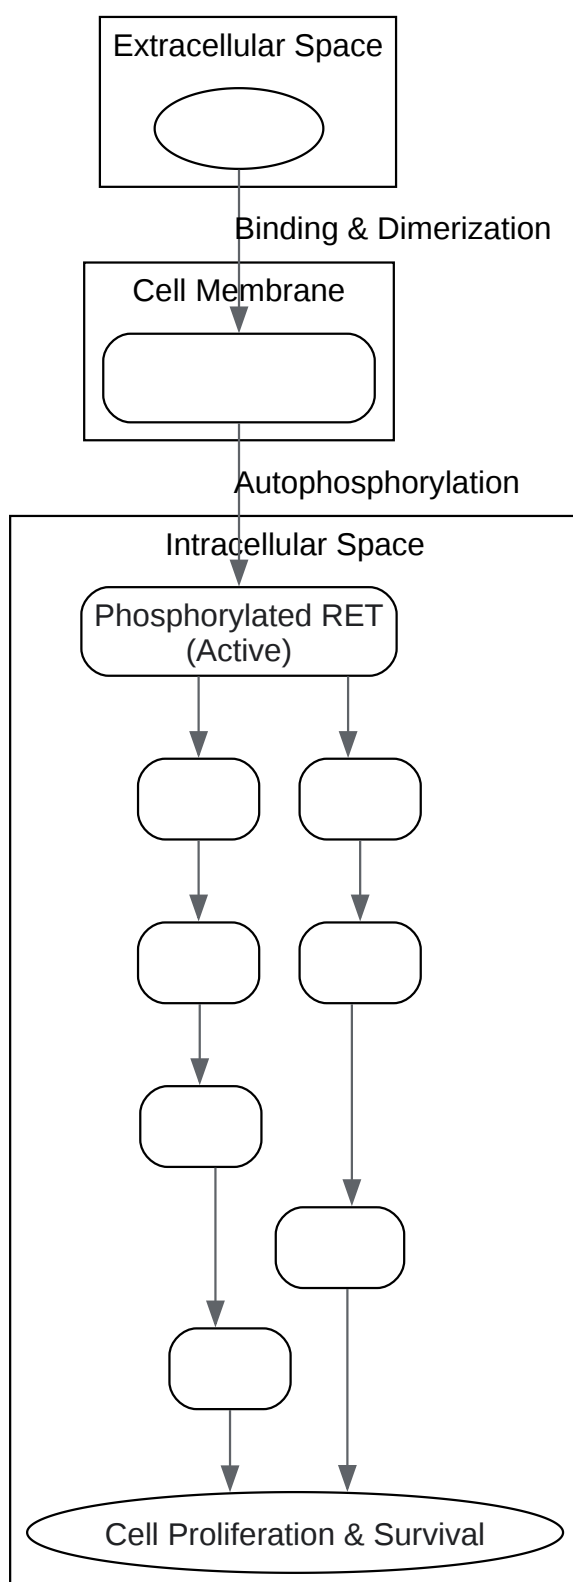 Extracellular Space
Binding & Dimerization
Cell Membrane
Autophosphorylation
Intracellular Space
Phosphorylated RET
(Active)
Cell Proliferation & Survival